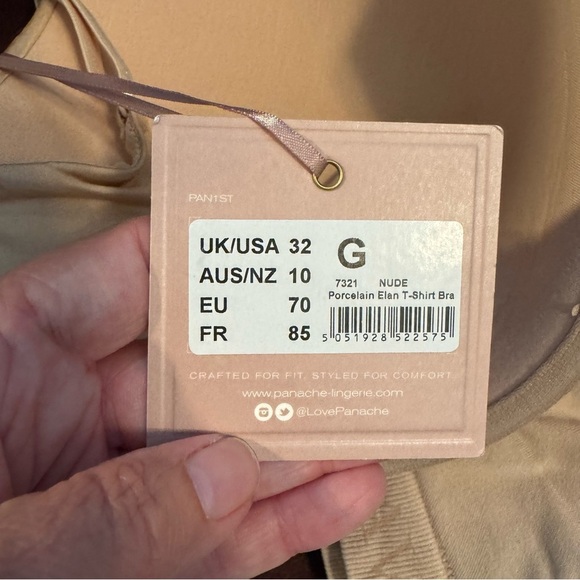 PAN1ST
UK/USA 32 G
AUS/NZ 10
7321 NUDE
EU 70
Porcelain Elan T-Shirt Bra
FR 85
5 051928 522575
CRAFTED FOR FIT, STYLED FOR COMFORT
www.panache-lingerie.com
@LovePanache